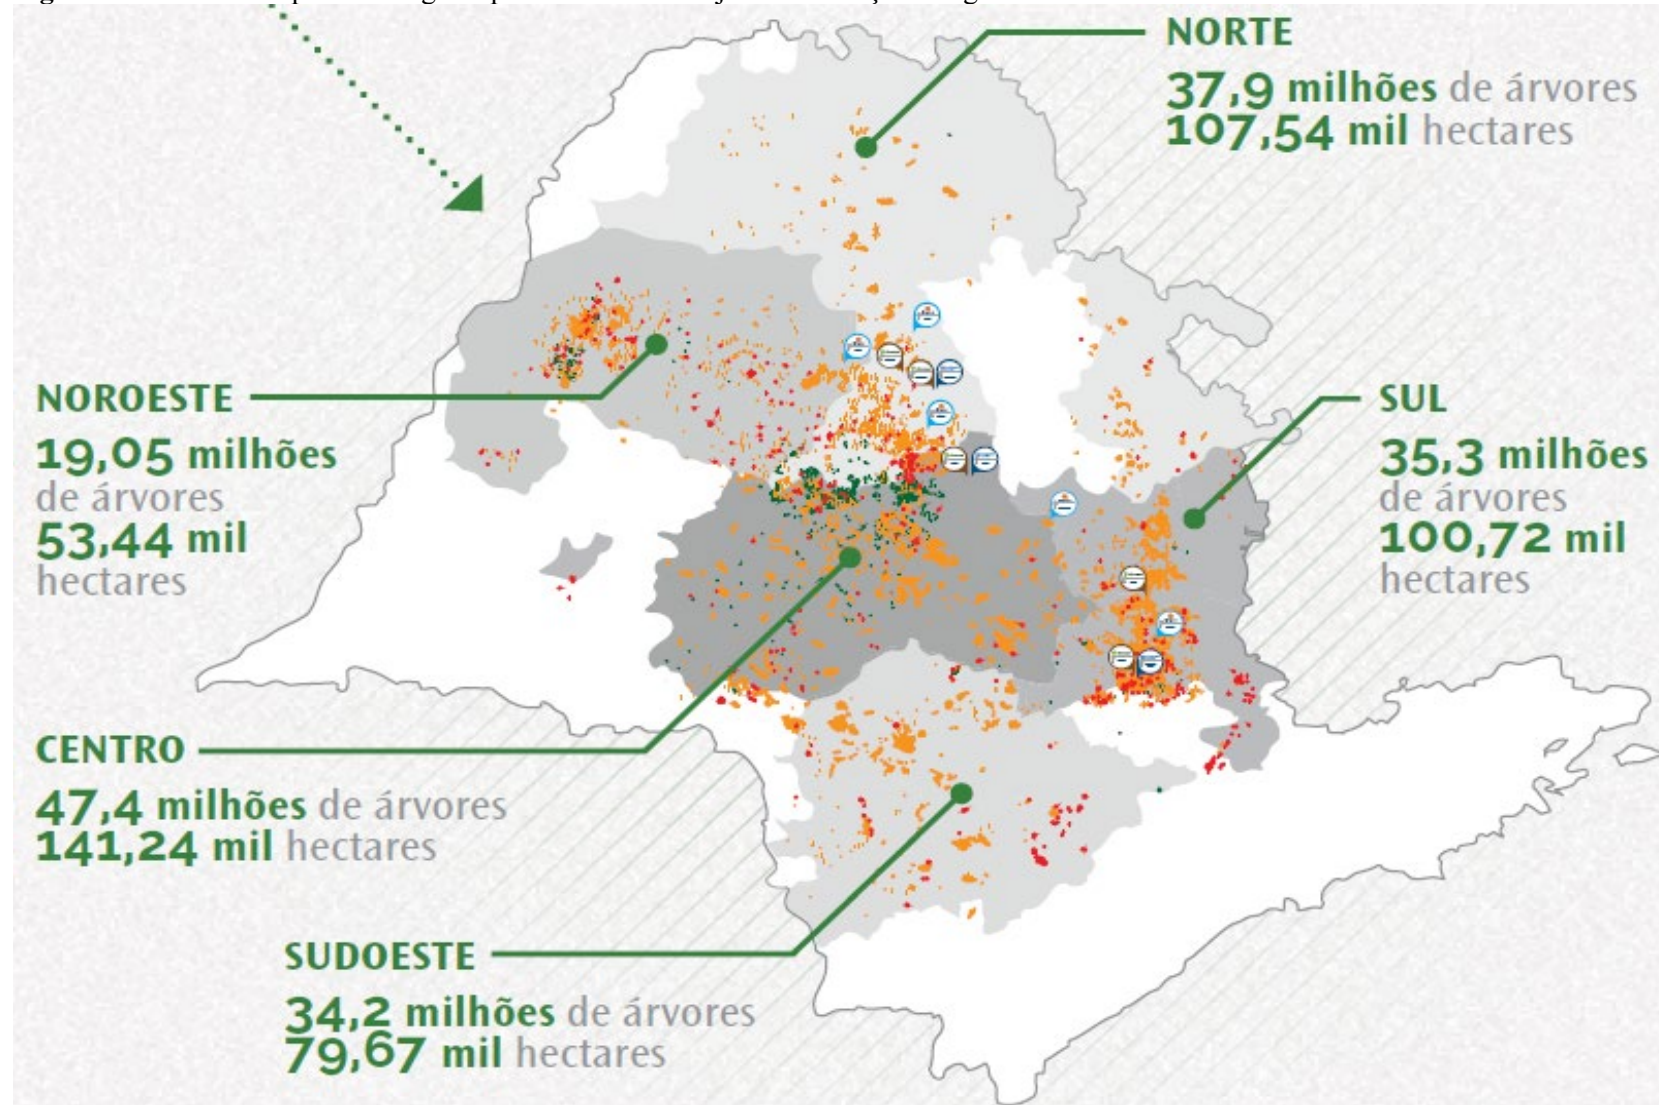 NORTE
37,9 milhões de árvores
107,54 mil hectares
NOROESTE
19,05 milhões
de árvores
53,44 mil
hectares
SUL
35,3 milhões
de árvores
100,72 mil
hectares
CENTRO
47,4 milhões de árvores
141,24 mil hectares
SUDOESTE
34,2 milhões de árvores
79,67 mil hectares